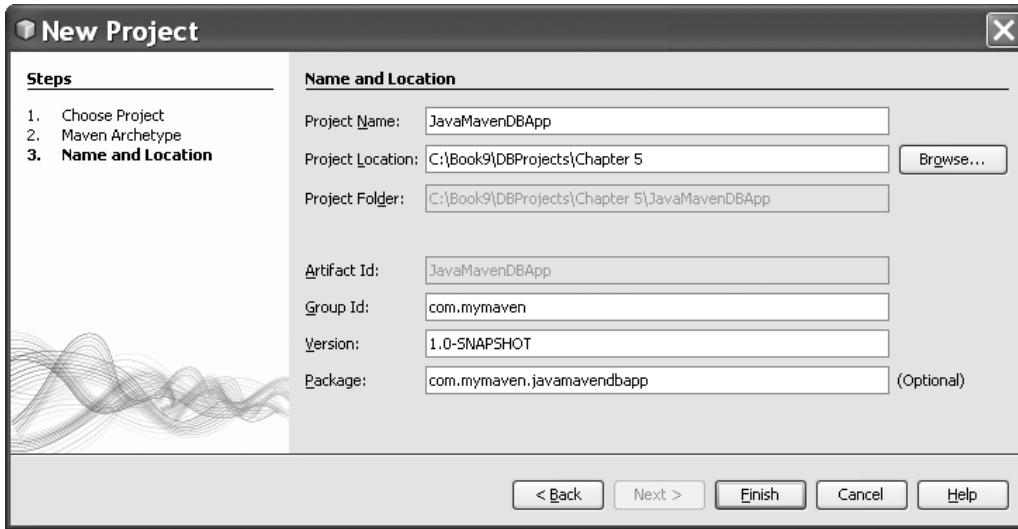 New Project
Steps
1. Choose Project
2. Maven Archetype
3. Name and Location
Name and Location
Project Name: JavaMavenDBApp
Project Location: C:\Book9\DBProjects\Chapter 5 Browse...
Project Folder: C:\Book9\DBProjects\Chapter 5\JavaMavenDBApp
Artifact Id: JavaMavenDBApp
Group Id: com.mymaven
Version: 1.0-SNAPSHOT
Package: com.mymaven.javamavendbapp (Optional)
< Back Next > Finish Cancel Help